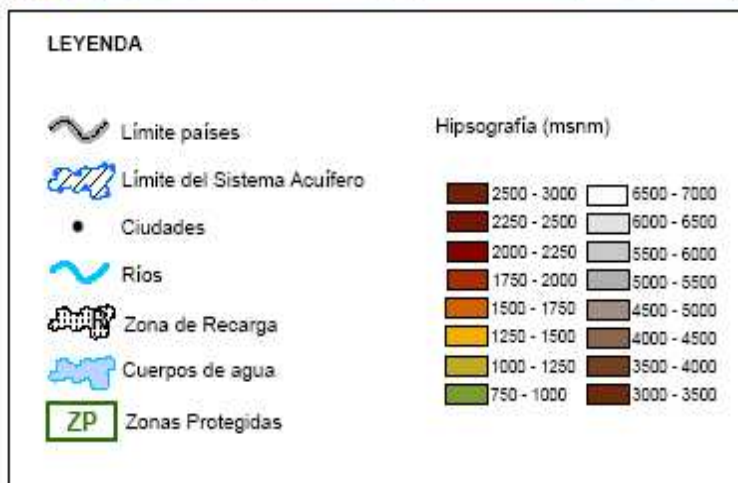 LEYENDA
Límite países
Límite del Sistema Acuífero
Ciudades
Ríos
Zona de Recarga
Cuerpos de agua
ZP Zonas Protegidas
Hipsografía (msnm)
2500 - 3000
2250 - 2500
2000 - 2250
1750 - 2000
1500 - 1750
1250 - 1500
1000 - 1250
750 - 1000
6500 - 7000
6000 - 6500
5500 - 6000
5000 - 5500
4500 - 5000
4000 - 4500
3500 - 4000
3000 - 3500